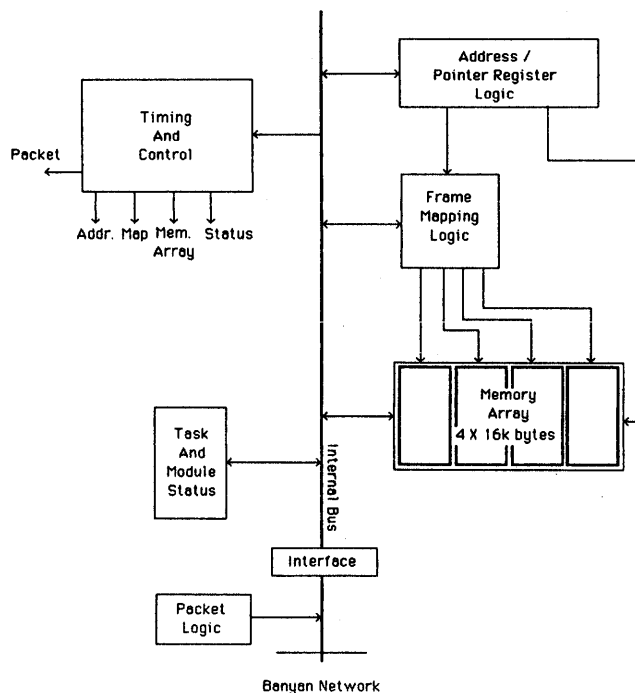 Address /
Pointer Register
Logic
Timing
And
Control
Packet
Addr. Map Mem. Status
Array
Frame
Mapping
Logic
Memory
Array
4 X 16k bytes
Task
And
Module
Status
Internal Bus
Interface
Packet
Logic
Banyan Network